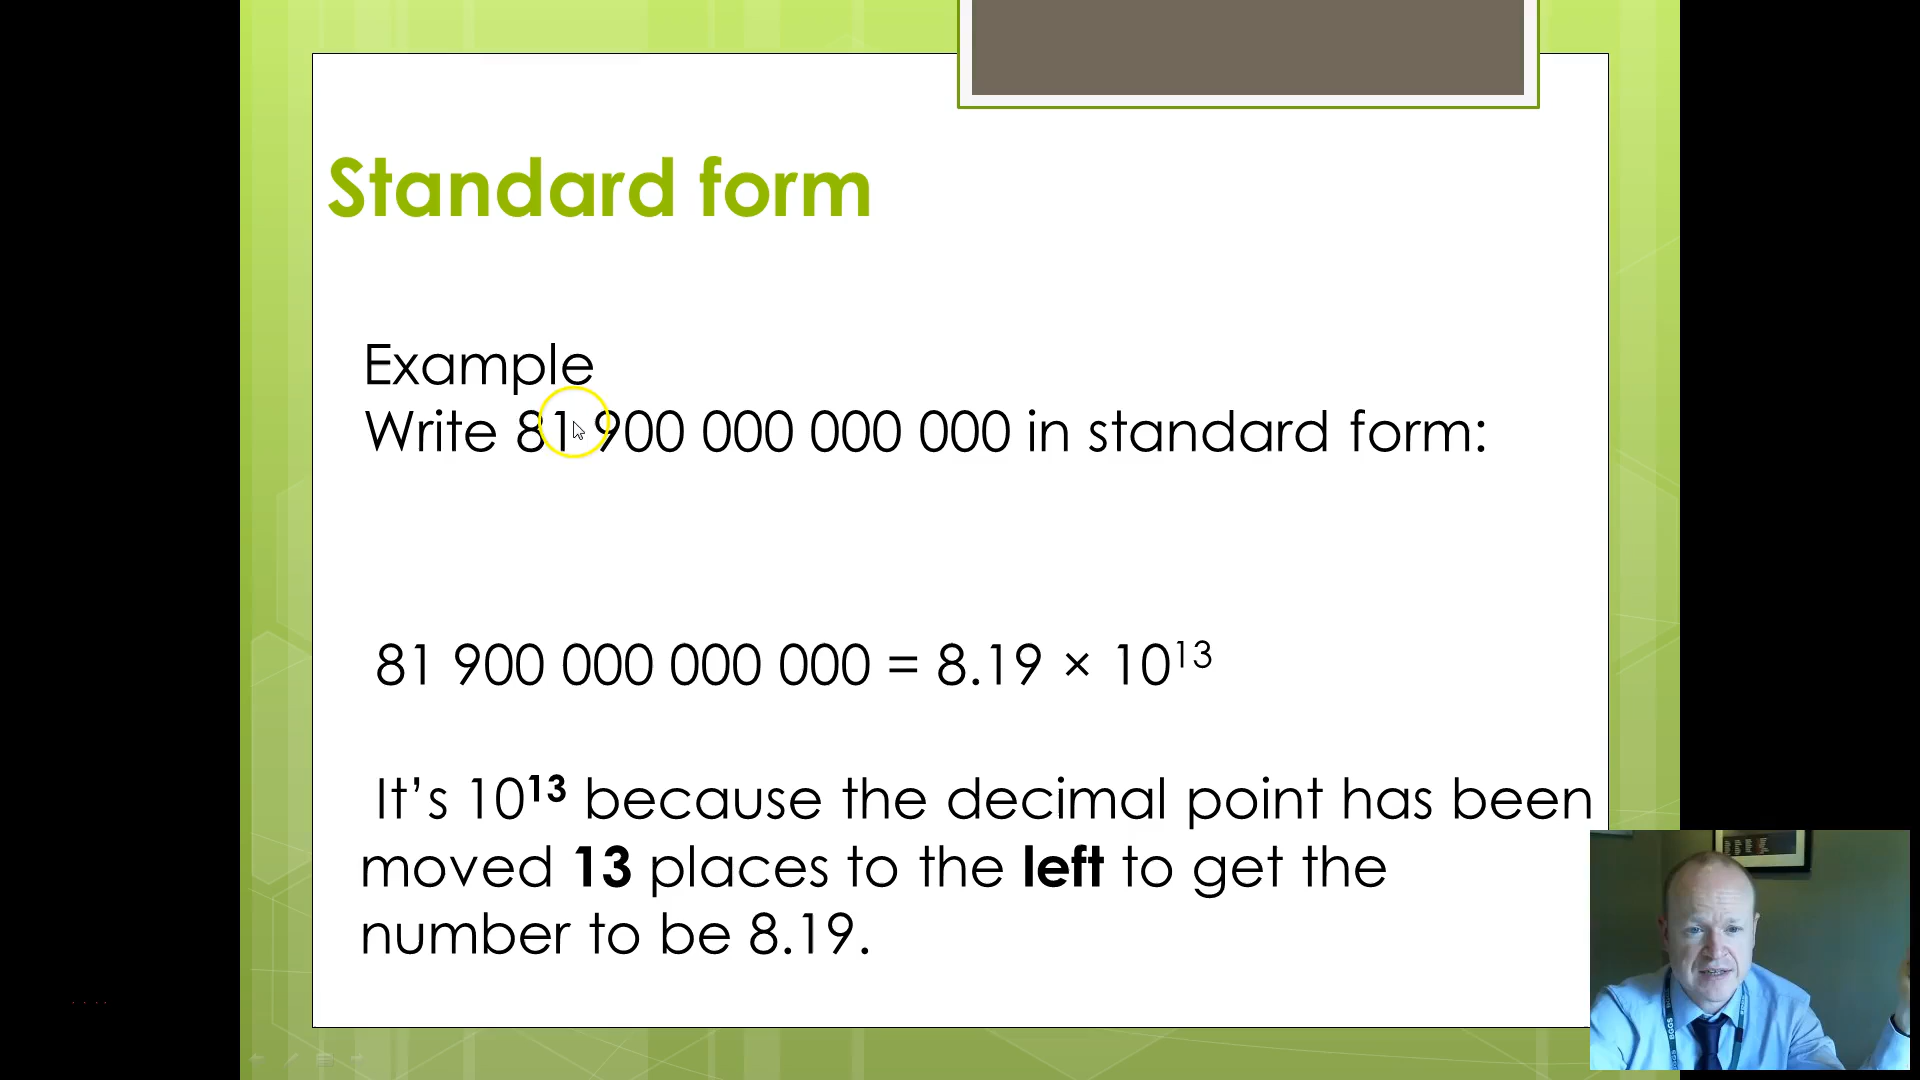 Standard form
Example
Write 81 900 000 000 000 in standard form:
81 900 000 000 000 = 8.19 × 10¹³
It’s 10¹³ because the decimal point has been
moved 13 places to the left to get the
number to be 8.19.
BGGS